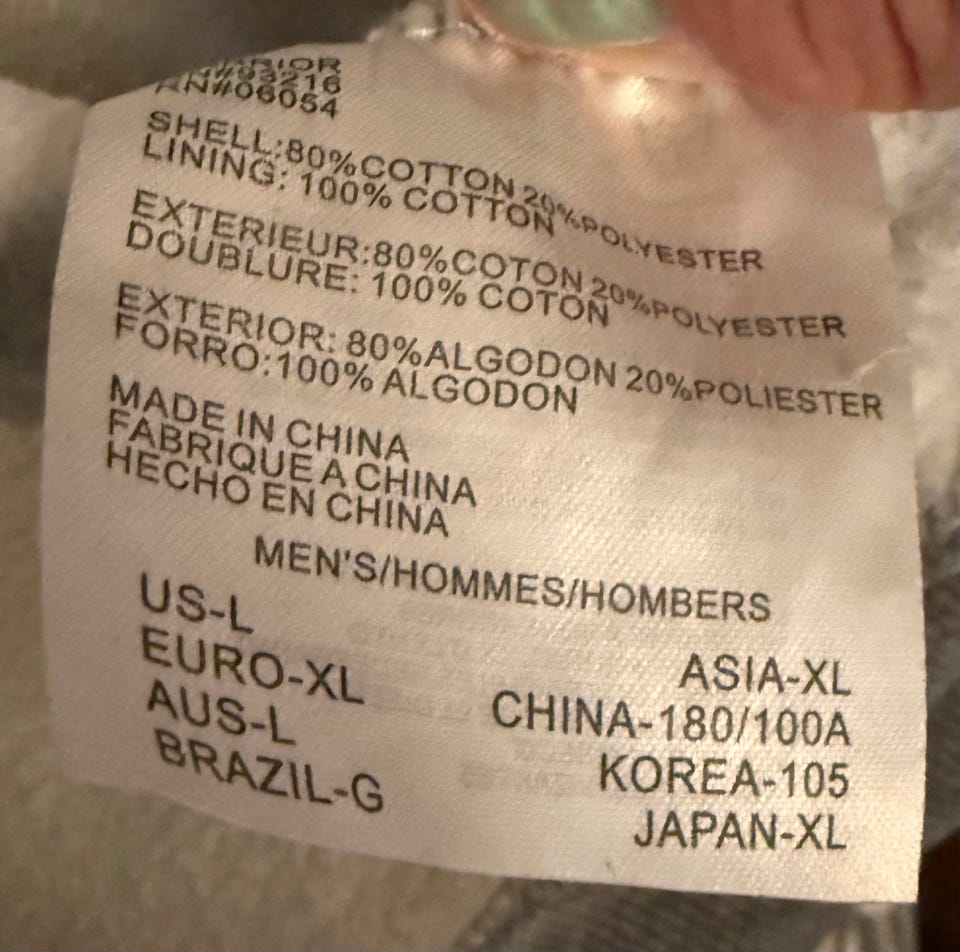 RN#06054
SHELL:80%COTTON 20%POLYESTER
LINING: 100% COTTON
EXTERIEUR:80%COTON 20%POLYESTER
DOUBLURE: 100% COTON
EXTERIOR: 80%ALGODON 20%POLIESTER
FORRO:100% ALGODON
MADE IN CHINA
FABRIQUE A CHINA
HECHO EN CHINA
MEN'S/HOMMES/HOMBERS
US-L
EURO-XL
AUS-L
BRAZIL-G
ASIA-XL
CHINA-180/100A
KOREA-105
JAPAN-XL